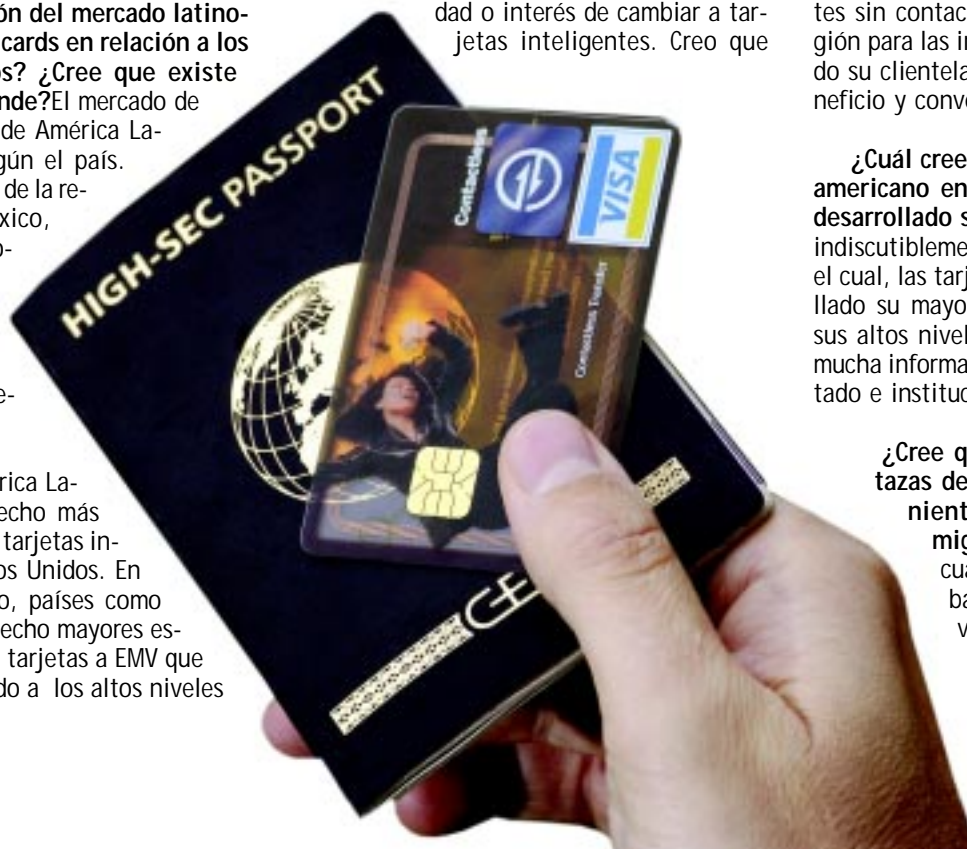 ón del mercado latino-
cards en relación a los
os? ¿Cree que existe
nde?El mercado de
de América La-
gún el país.
de la re-
xico,
o-
e-
rica La-
echo más
tarjetas in-
os Unidos. En
o, países como
echo mayores es-
tarjetas a EMV que
do a los altos niveles
dad o interés de cambiar a tar-
jetas inteligentes. Creo que
HIGH-SEC PASSPORT
Contactless
VISA
Contactless Transfer
tes sin contac
gión para las in
do su clientela
neficio y conve
¿Cuál cree
americano en
desarrollado s
indiscutibleme
el cual, las tarj
llado su mayo
sus altos nivel
mucha informa
tado e instituc
¿Cree q
tazas de
nient
mig
cua
ba
v